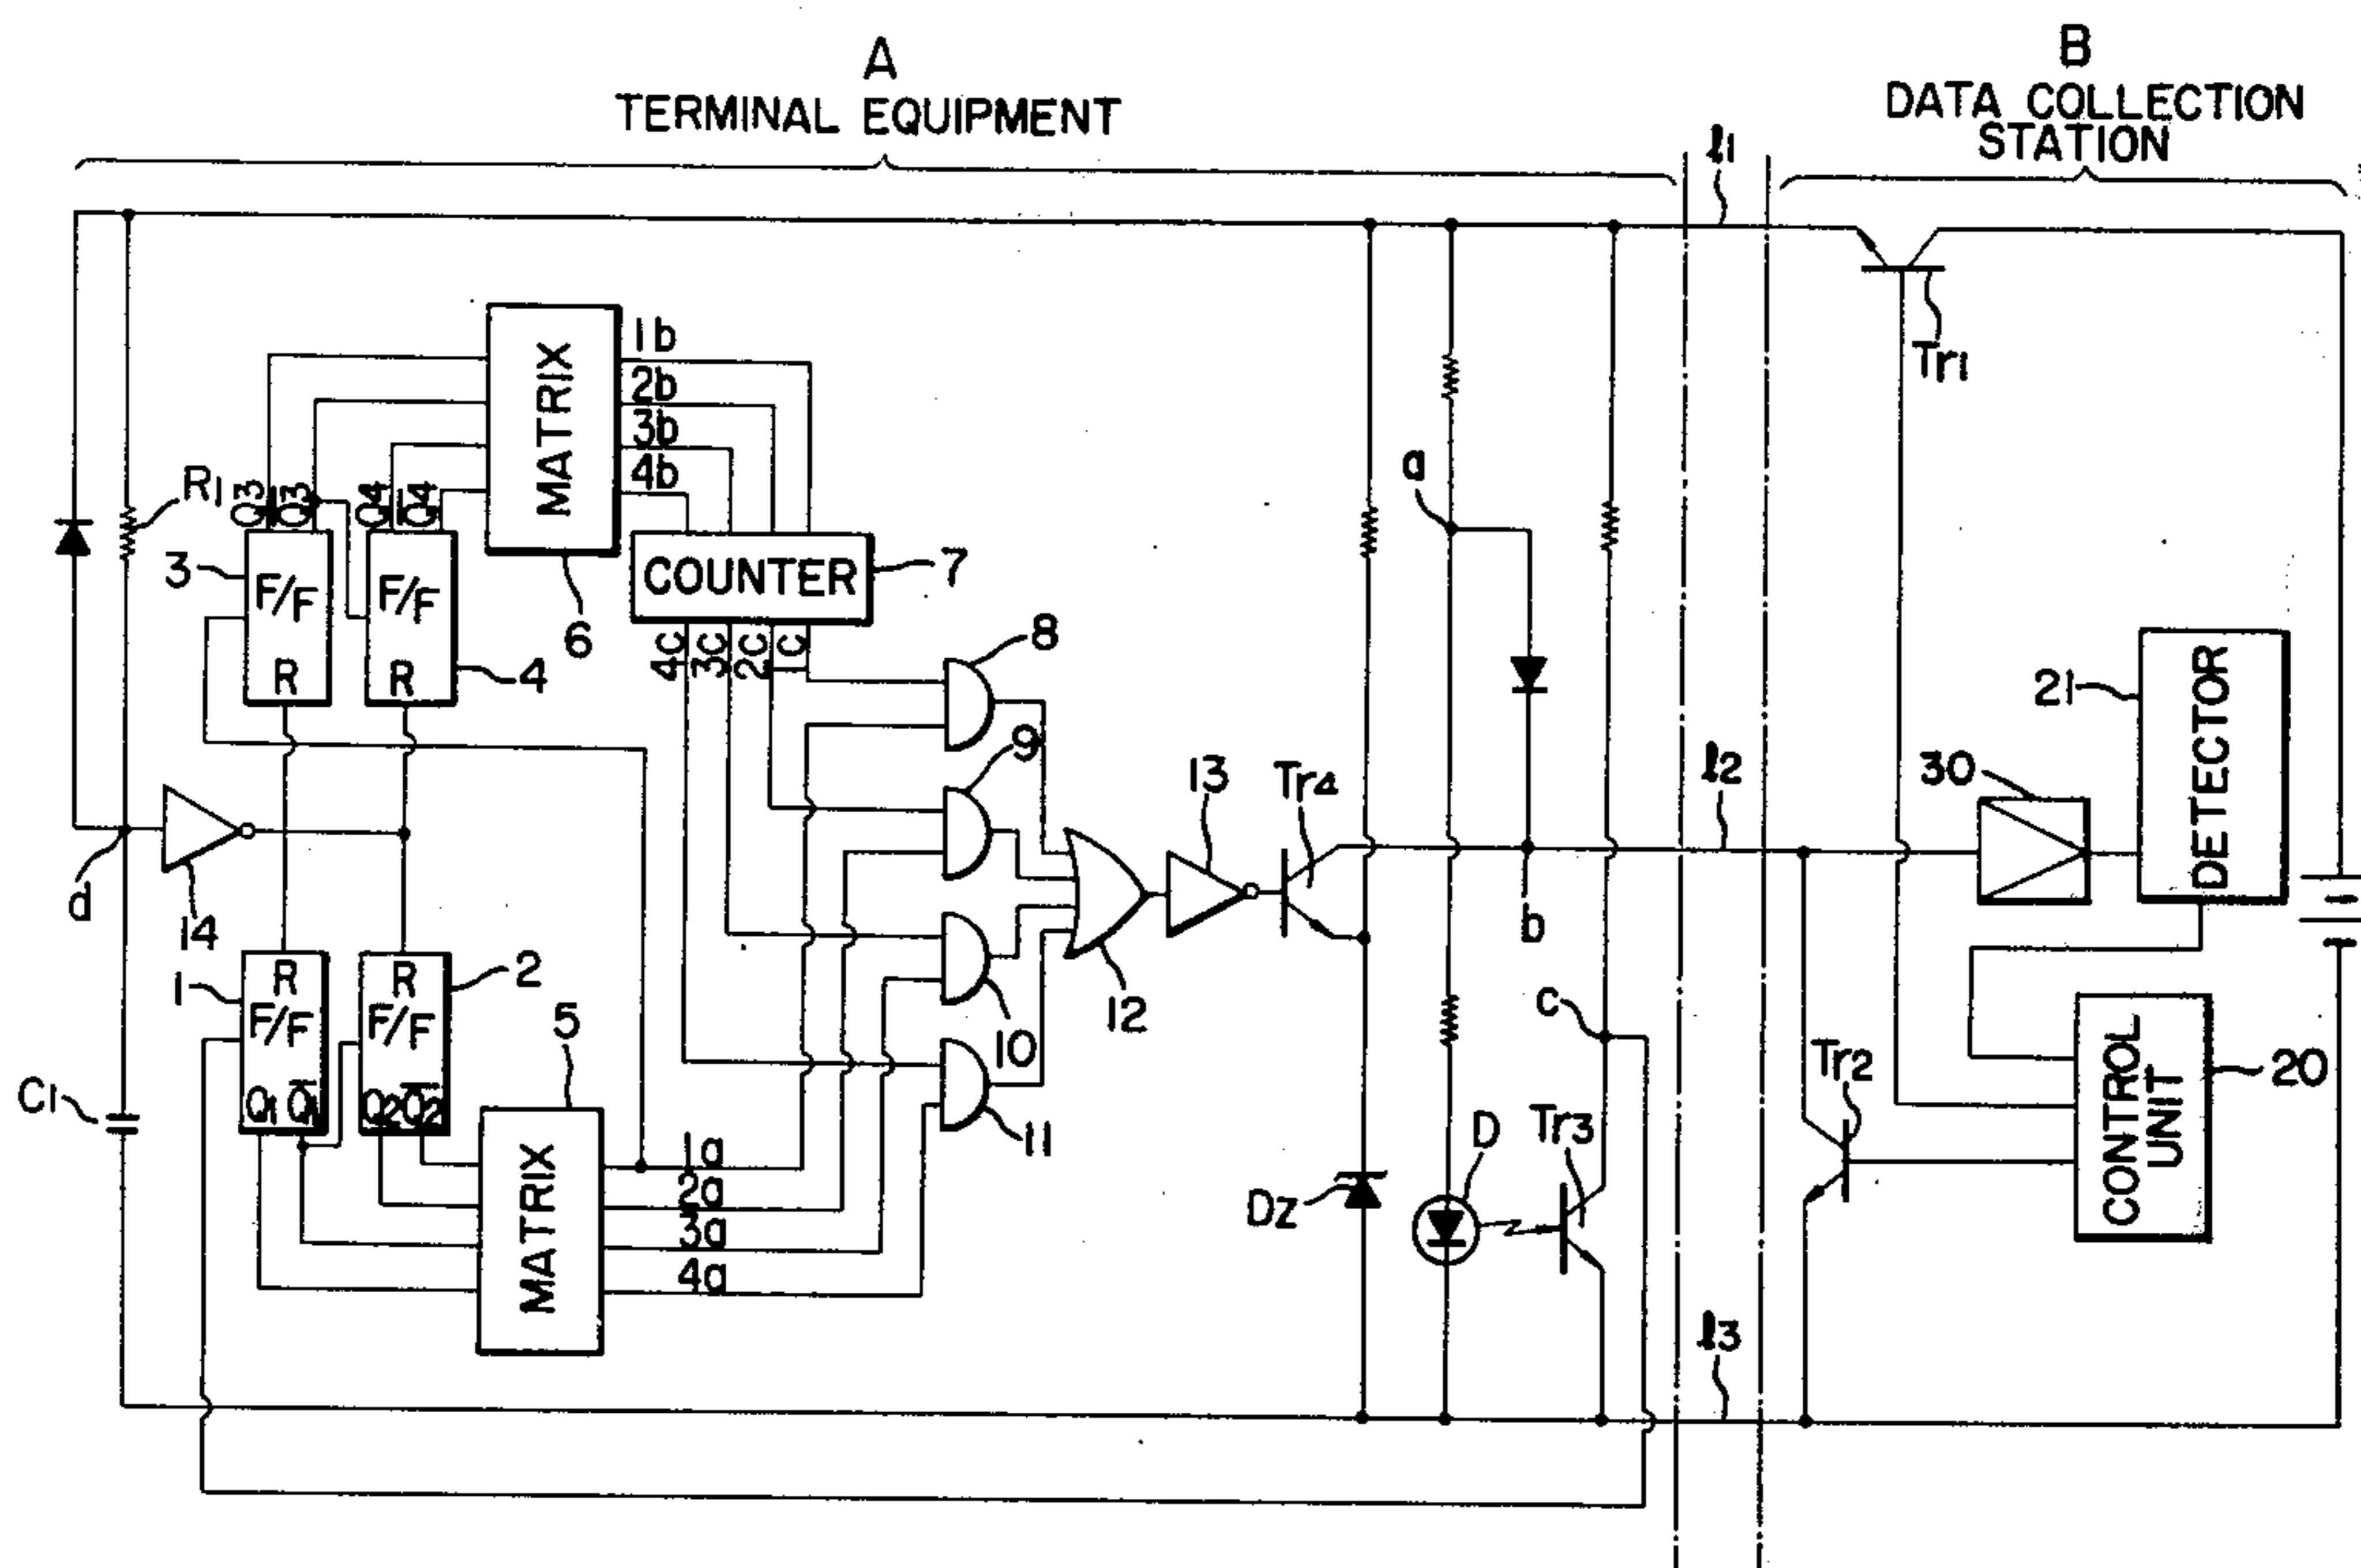 A
TERMINAL EQUIPMENT
B
DATA COLLECTION
STATION
l1
Tr1
MATRIX
6
1b
2b
3b
4b
R1
Q3
Q̅3
Q4
Q̅4
3
F/F
R
F/F
R
4
COUNTER
7
4C
3C
2C
C
8
9
10
11
12
13
Tr4
a
b
c
l2
30
21
DETECTOR
d
14
1
R
F/F
Q1
Q̅1
2
R
F/F
Q2
Q̅2
5
MATRIX
1a
2a
3a
4a
C1
DZ
D
Tr3
Tr2
CONTROL
UNIT
20
l3